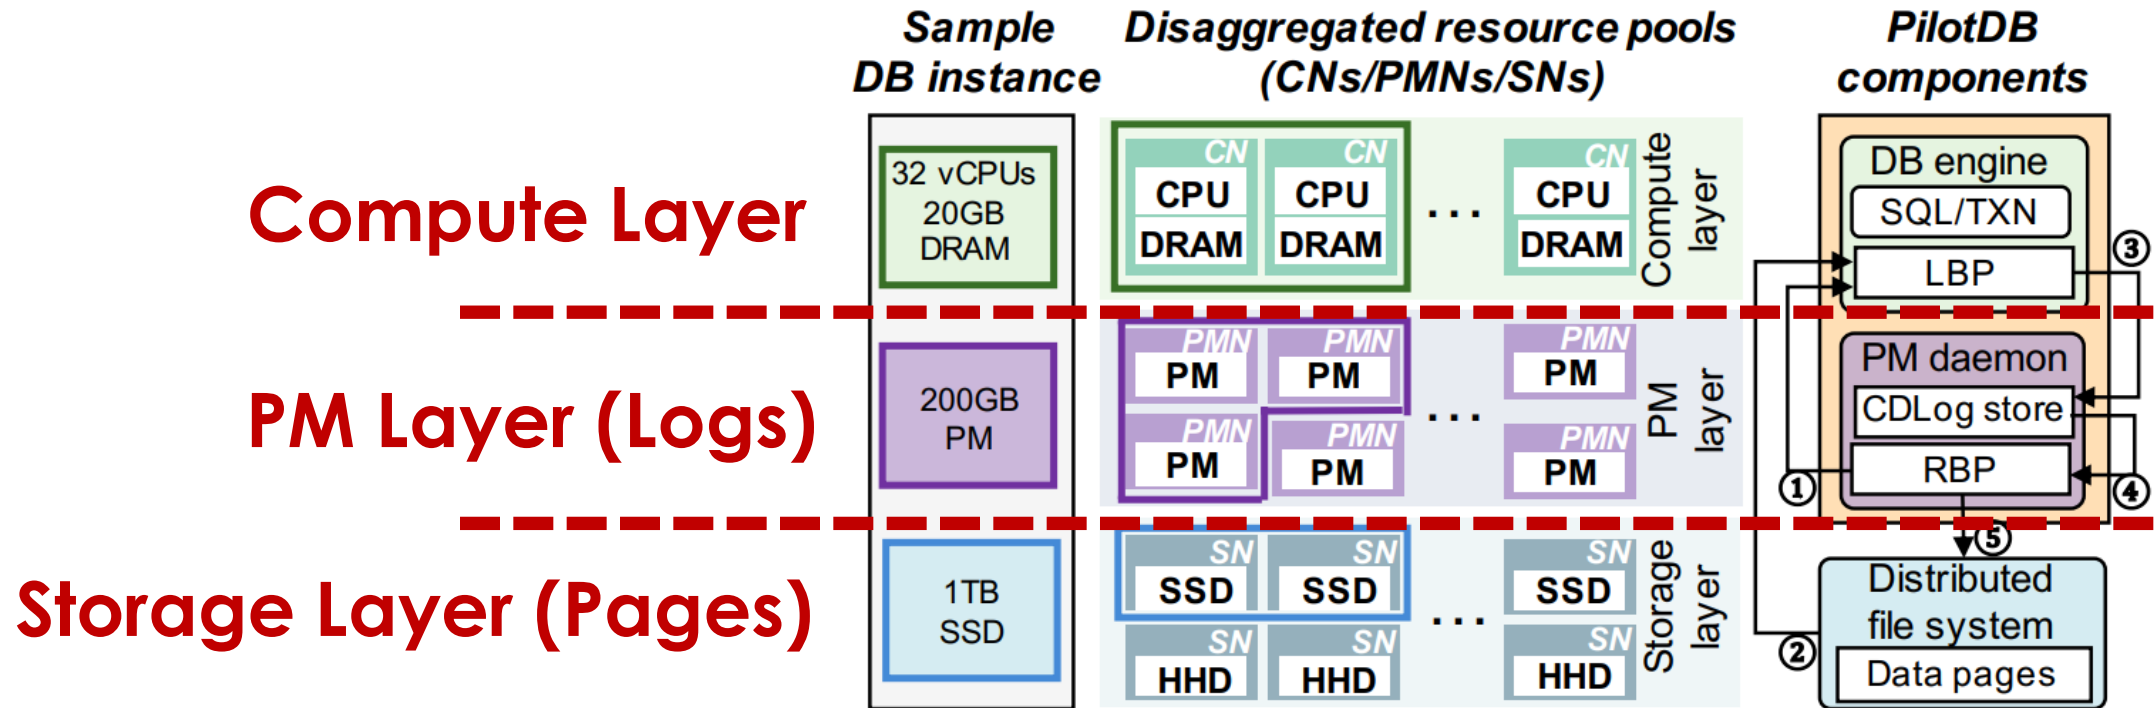 Sample
DB instance
Disaggregated resource pools
(CNs/PMNs/SNs)
PilotDB
components
Compute Layer
32 vCPUs
20GB
DRAM
CN
CPU
DRAM
CN
CPU
DRAM
...
CN
CPU
DRAM
Compute
layer
DB engine
SQL/TXN
LBP
③
PM Layer (Logs)
200GB
PM
PMN
PM
PMN
PM
PMN
PM
PMN
PM
PMN
PM
...
PMN
PM
PM
layer
PM daemon
CDLog store
RBP
①
④
⑤
Storage Layer (Pages)
1TB
SSD
SN
SSD
SN
SSD
SN
SSD
...
SN
HHD
SN
HHD
SN
HHD
Storage
layer
Distributed
file system
Data pages
②